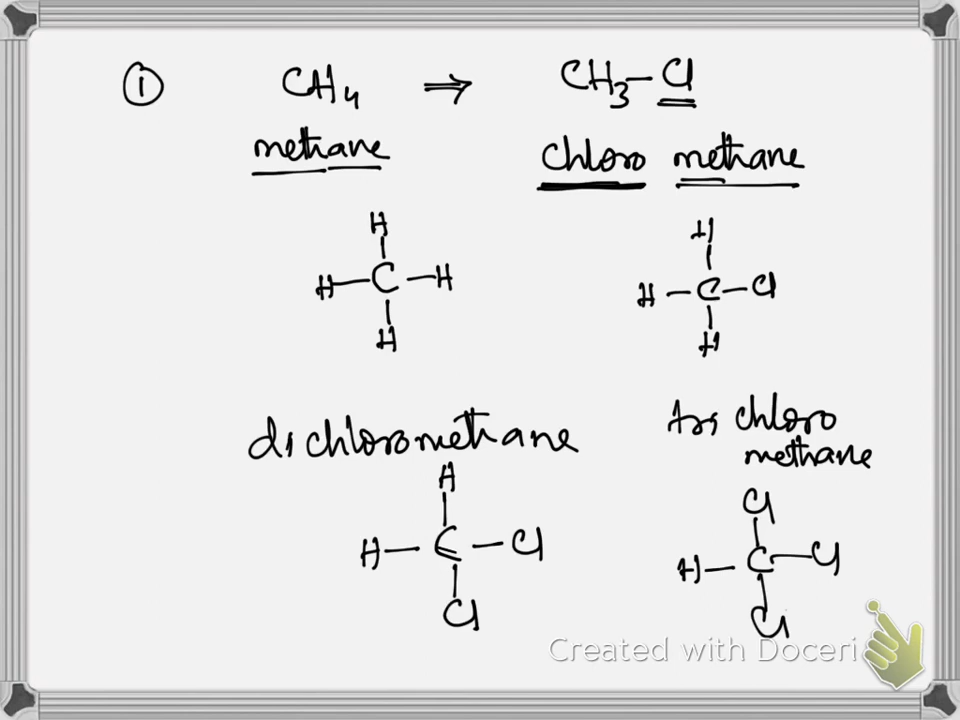 ① CH₄ ⇒ CH₃–Cl
methane chloro methane
H H
H–C–H H–C–Cl
H H
dichloromethane tri chloro
methane
H Cl
H–C–Cl H–C–Cl
Cl Cl
Created with Doceri